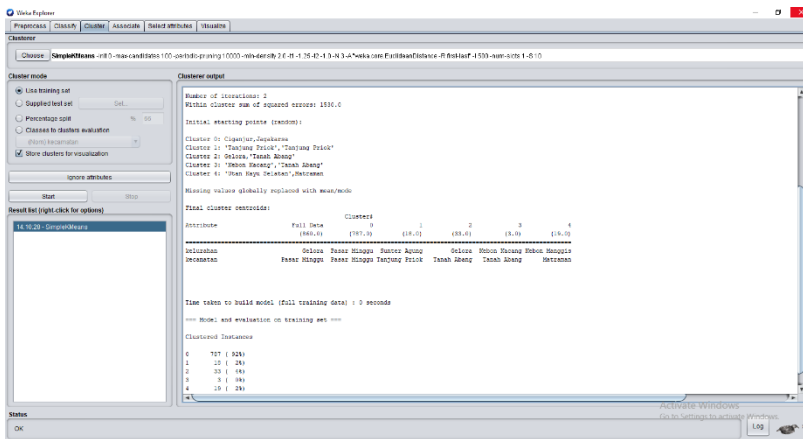 Weka Explorer
Preprocess Classify Cluster Associate Select attributes Visualize
Clusterer
Choose SimpleKMeans -init 0 -max-candidates 100 -periodic-pruning 10000 -min-density 2.0 -t1 -1.25 -t2 -1.0 -N 3 -A "weka.core.EuclideanDistance -R first-last" -I 500 -num-slots 1 -S 10
Cluster mode
Use training set
Supplied test set Set...
Percentage split % 66
Classes to clusters evaluation
(Nom) kecamatan
Store clusters for visualization
Ignore attributes
Start Stop
Result list (right-click for options)
14:10:20 - SimpleKMeans
Clusterer output
Number of iterations: 2
Within cluster sum of squared errors: 1530.0
Initial starting points (random):
Cluster 0: Ciganjur,Jagakarsa
Cluster 1: 'Tanjung Priok','Tanjung Priok'
Cluster 2: Gelora,'Tanah Abang'
Cluster 3: 'Kebon Kacang','Tanah Abang'
Cluster 4: 'Utan Kayu Selatan',Matraman
Missing values globally replaced with mean/mode
Final cluster centroids:
Cluster#
Attribute Full Data 0 1 2 3 4
(860.0) (787.0) (18.0) (33.0) (3.0) (19.0)
kelurahan Gelora Pasar Minggu Sunter Agung Gelora Kebon Kacang Kebon Manggis
kecamatan Pasar Minggu Pasar Minggu Tanjung Priok Tanah Abang Tanah Abang Matraman
Time taken to build model (full training data) : 0 seconds
=== Model and evaluation on training set ===
Clustered Instances
0 787 ( 92%)
1 18 ( 2%)
2 33 ( 4%)
3 3 ( 0%)
4 19 ( 2%)
Activate Windows
Go to Settings to activate Windows.
Status
OK
Log